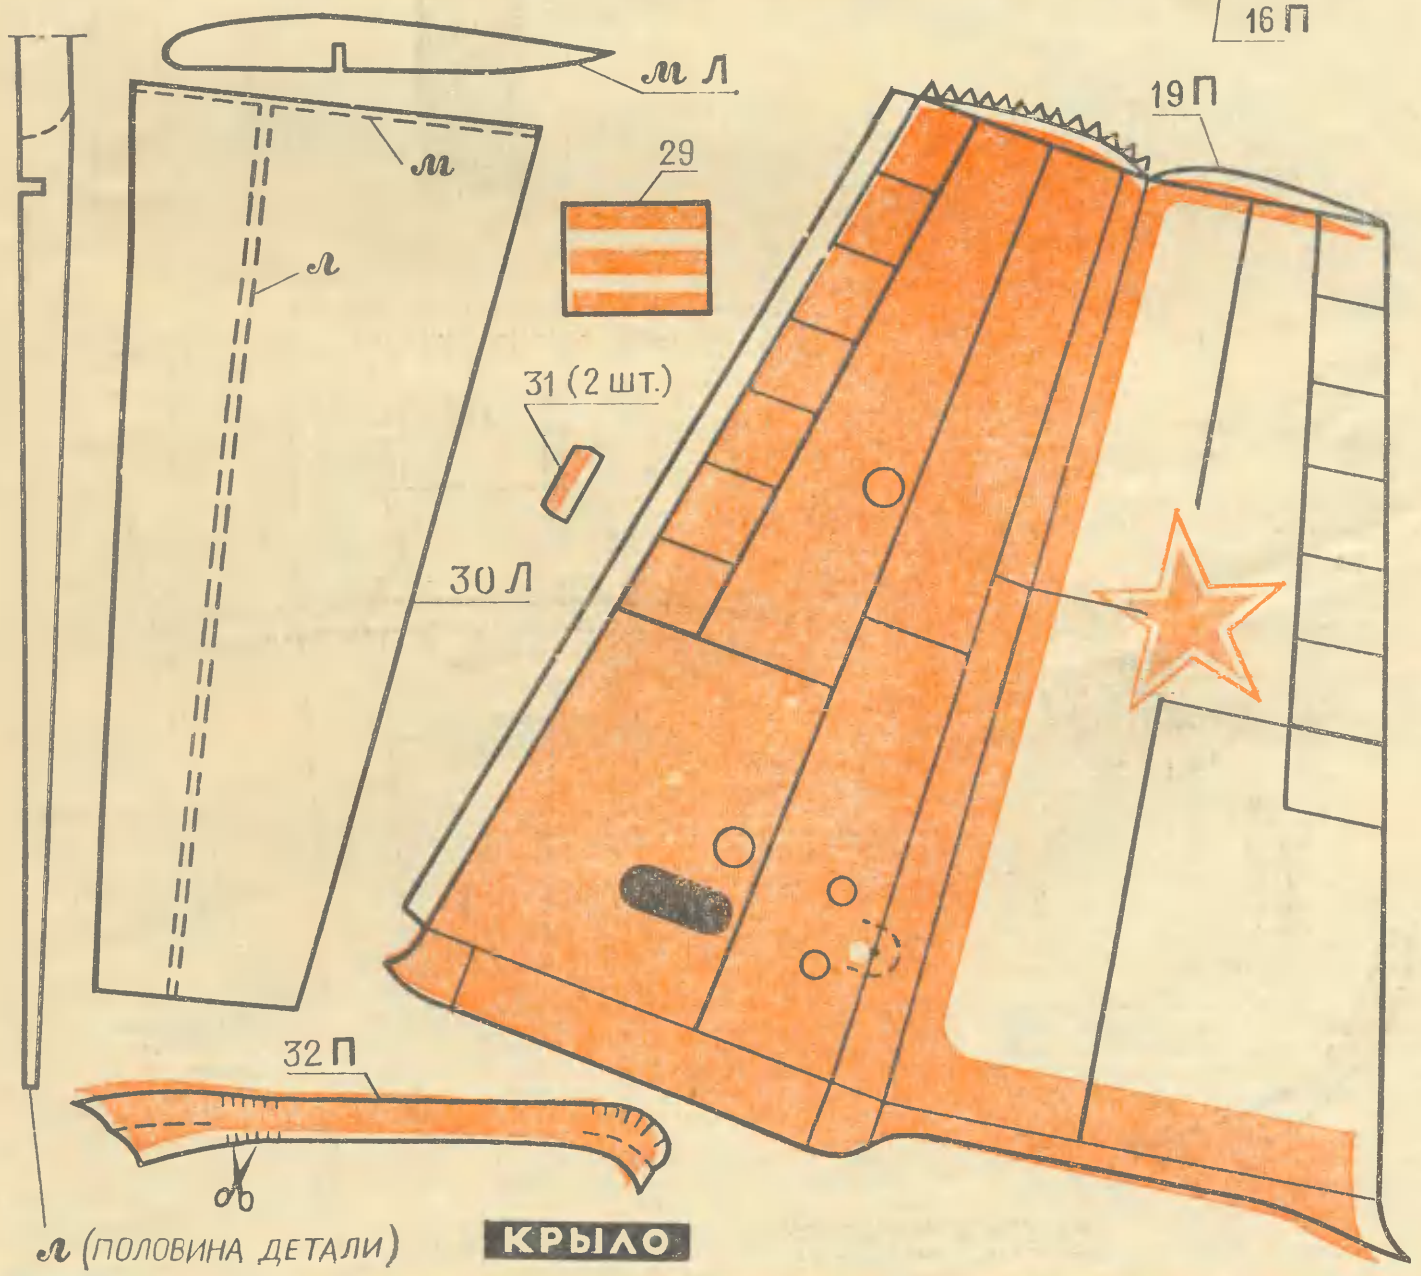 16 П
м Л
19 П
м
29
л
31 (2 шт.)
30 Л
32 П
л (ПОЛОВИНА ДЕТАЛИ)
КРЫЛО